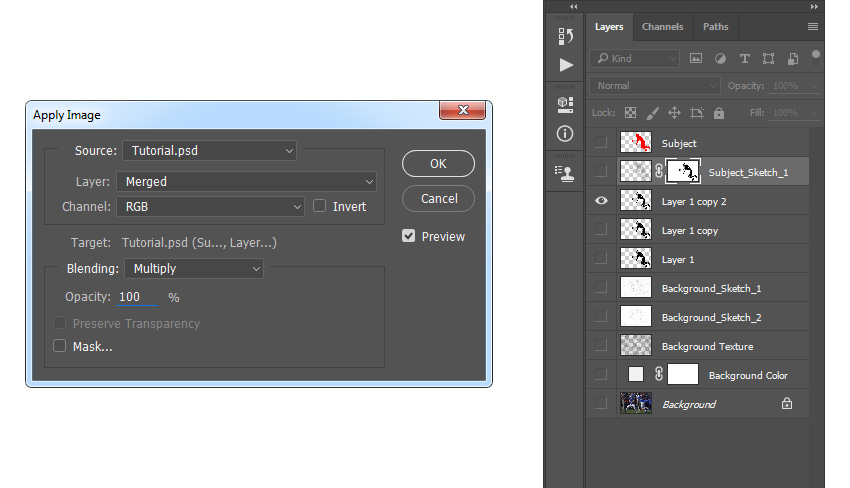 Apply Image
Source: Tutorial.psd
Layer: Merged
Channel: RGB
Invert
Target: Tutorial.psd (Su..., Layer...)
Blending: Multiply
Opacity: 100 %
Preserve Transparency
Mask...
OK
Cancel
Preview
Layers Channels Paths
Kind
Normal Opacity: 100%
Lock: Fill: 100%
Subject
Subject_Sketch_1
Layer 1 copy 2
Layer 1 copy
Layer 1
Background_Sketch_1
Background_Sketch_2
Background Texture
Background Color
Background